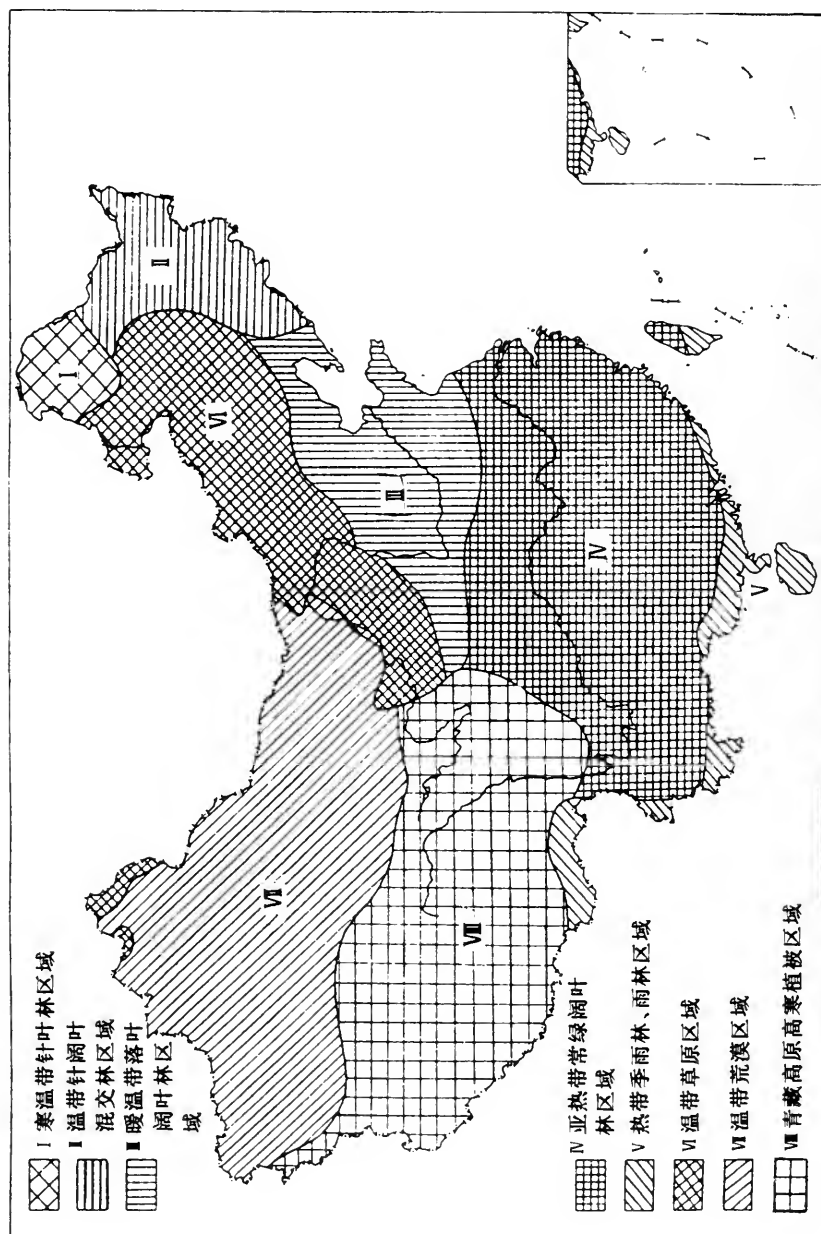 Ⅰ
Ⅱ
Ⅵ
Ⅲ
Ⅳ
Ⅴ
Ⅶ
Ⅷ
Ⅰ 寒温带针叶林区域
Ⅱ 温带针阔叶
混交林区域
Ⅲ 暖温带落叶
阔叶林区
域
Ⅳ 亚热带常绿阔叶
林区域
Ⅴ 热带季雨林、雨林区域
Ⅵ 温带草原区域
Ⅶ 温带荒漠区域
Ⅷ 青藏高原高寒植被区域